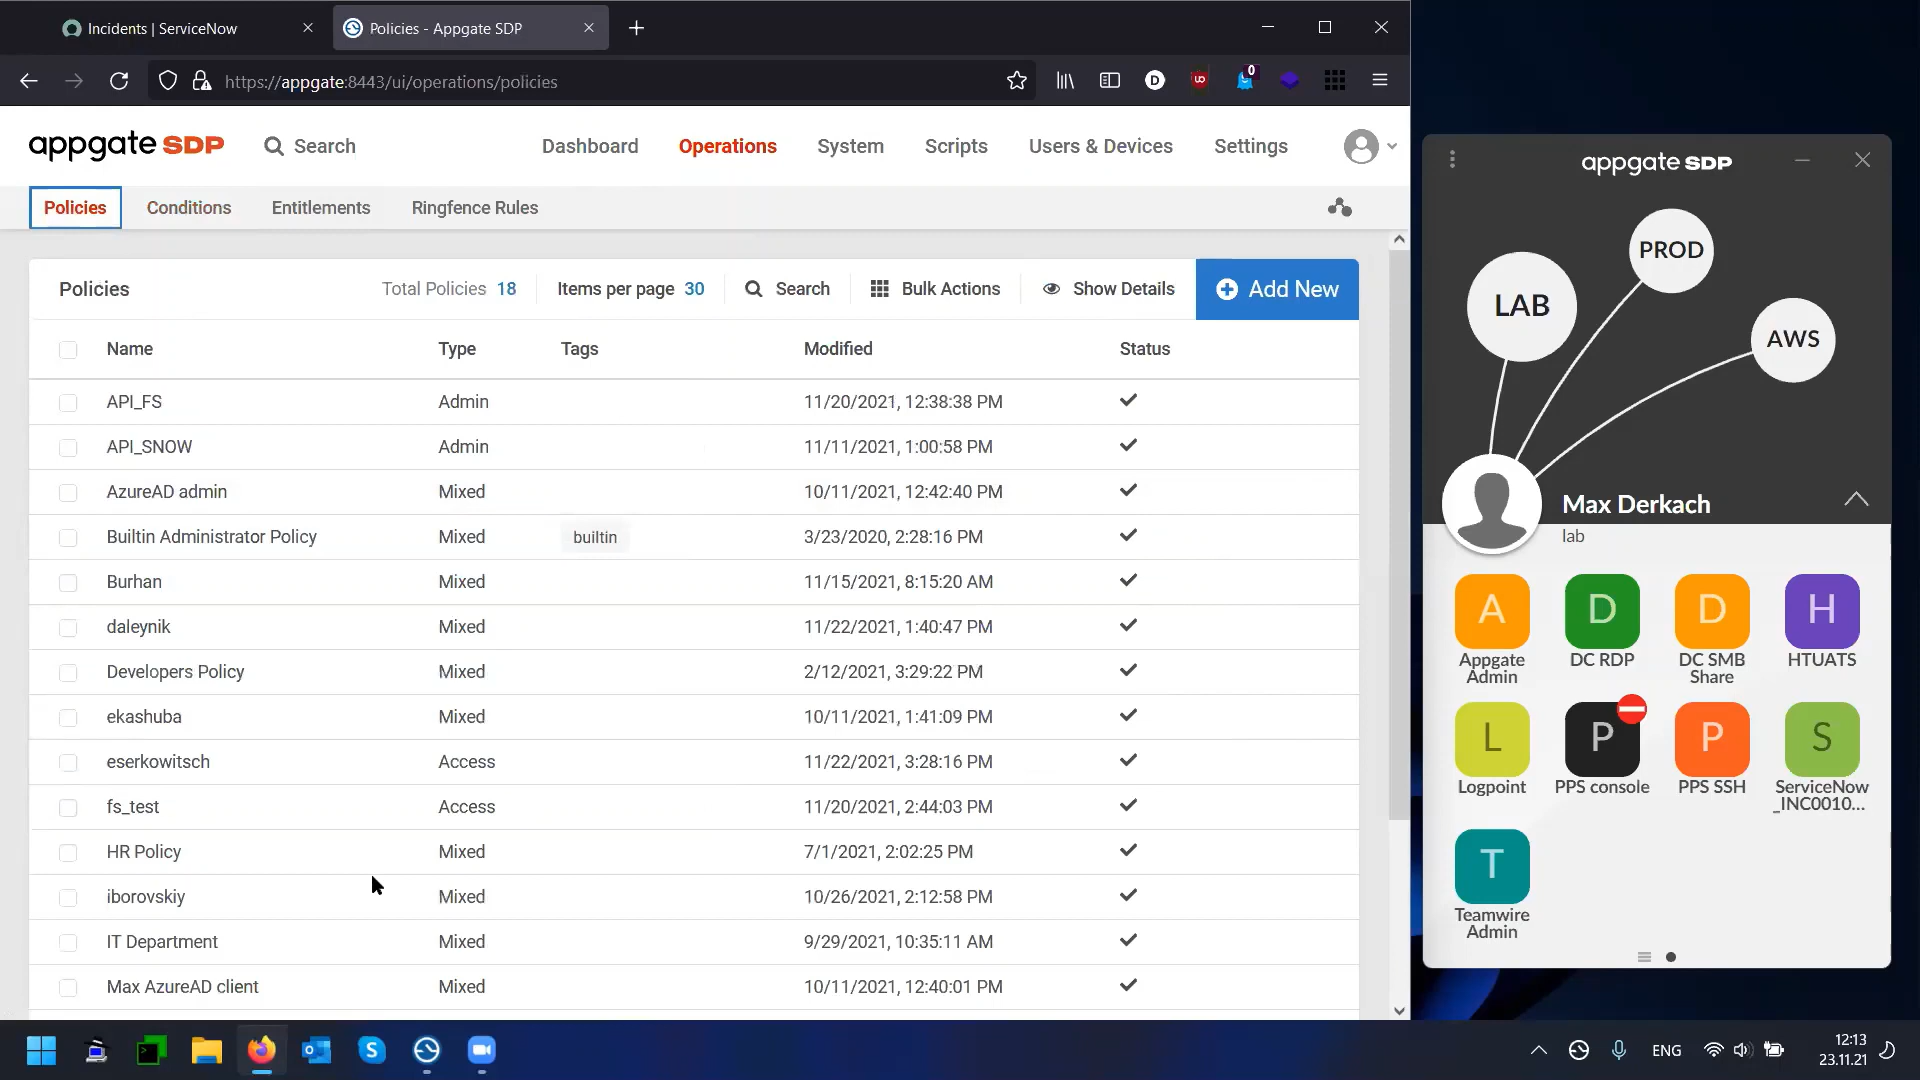 Incidents | ServiceNow
Policies - Appgate SDP
https://appgate:8443/ui/operations/policies
D
0
appgate SDP
Search
Dashboard
Operations
System
Scripts
Users & Devices
Settings
Policies
Conditions
Entitlements
Ringfence Rules
Policies
Total Policies 18
Items per page 30
Search
Bulk Actions
Show Details
Add New
Name Type Tags Modified Status
API_FS Admin 11/20/2021, 12:38:38 PM
API_SNOW Admin 11/11/2021, 1:00:58 PM
AzureAD admin Mixed 10/11/2021, 12:42:40 PM
Builtin Administrator Policy Mixed builtin 3/23/2020, 2:28:16 PM
Burhan Mixed 11/15/2021, 8:15:20 AM
daleynik Mixed 11/22/2021, 1:40:47 PM
Developers Policy Mixed 2/12/2021, 3:29:22 PM
ekashuba Mixed 10/11/2021, 1:41:09 PM
eserkowitsch Access 11/22/2021, 3:28:16 PM
fs_test Access 11/20/2021, 2:44:03 PM
HR Policy Mixed 7/1/2021, 2:02:25 PM
iborovskiy Mixed 10/26/2021, 2:12:58 PM
IT Department Mixed 9/29/2021, 10:35:11 AM
Max AzureAD client Mixed 10/11/2021, 12:40:01 PM
appgate SDP
PROD
LAB
AWS
Max Derkach
lab
A D D H
Appgate Admin
DC RDP
DC SMB Share
HTUATS
L P P S
Logpoint
PPS console
PPS SSH
ServiceNow
_INC0010...
T
Teamwire
Admin
S
ENG
12:13
23.11.21